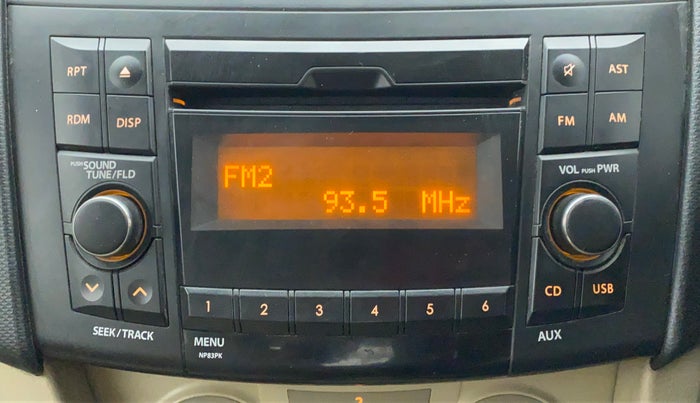 RPT
AST
RDM
DISP
FM
AM
PUSH SOUND
TUNE/FLD
VOL PUSH PWR
FM2
93.5 MHz
1 2 3 4 5 6
CD
USB
SEEK/TRACK
MENU
NP83PK
AUX